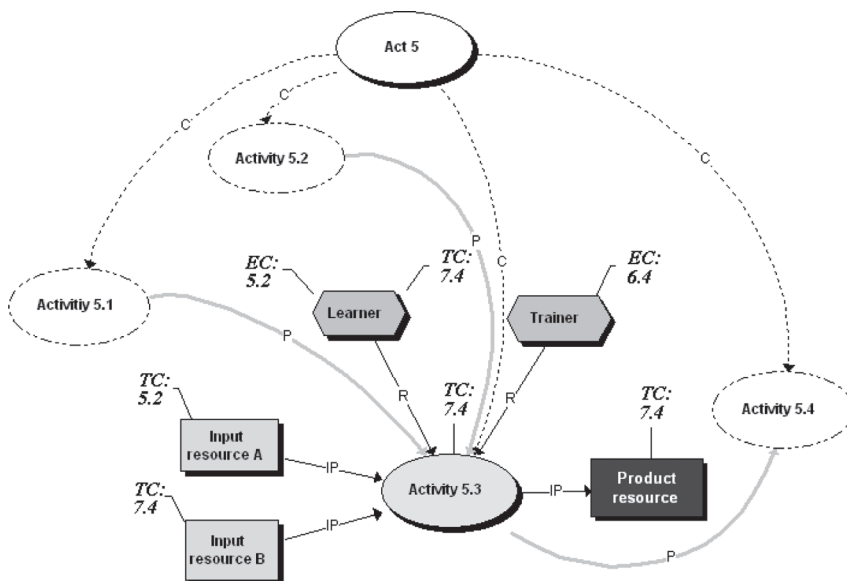 Act 5
C
C
Activity 5.2
C
C
P
EC:
5.2
TC:
7.4
EC:
6.4
Activitiy 5.1
Learner
Trainer
P
TC:
5.2
R
TC:
7.4
R
TC:
7.4
Activity 5.4
Input
resource A
IP
Activity 5.3
IP
Product
resource
TC:
7.4
Input
resource B
IP
P